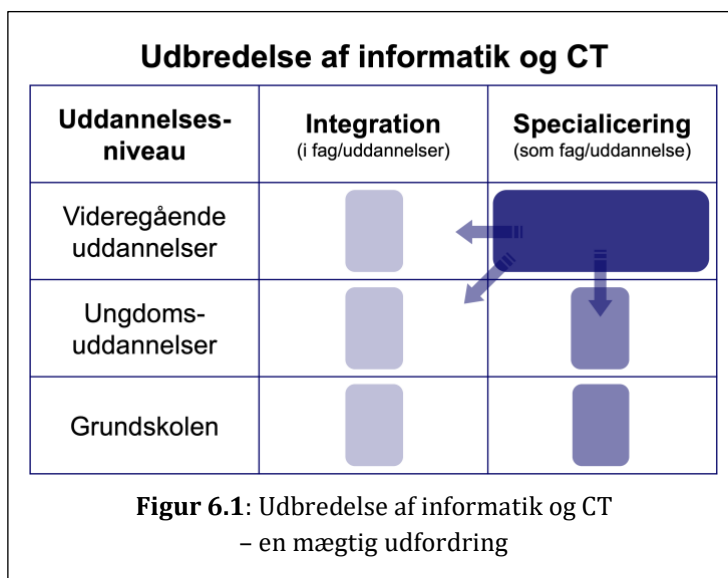 Udbredelse af informatik og CT
Uddannelses-
niveau
Integration
(i fag/uddannelser)
Specialicering
(som fag/uddannelse)
Videregående
uddannelser
Ungdoms-
uddannelser
Grundskolen
Figur 6.1: Udbredelse af informatik og CT
– en mægtig udfordring